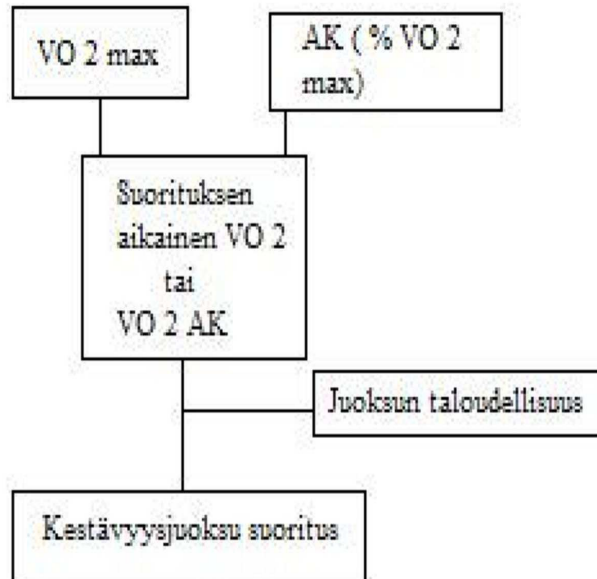 VO 2 max
AK ( % VO 2
max)
Suorituksen
aikainen VO 2
tai
VO 2 AK
Juoksun taloudellisuus
Kestävyysjuoksu suoritus